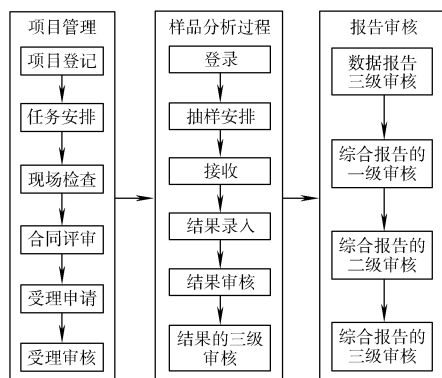 项目管理
项目登记
任务安排
现场检查
合同评审
受理申请
受理审核
样品分析过程
登录
抽样安排
接收
结果录入
结果审核
结果的三级
审核
报告审核
数据报告
三级审核
综合报告的
一级审核
综合报告的
二级审核
综合报告的
三级审核